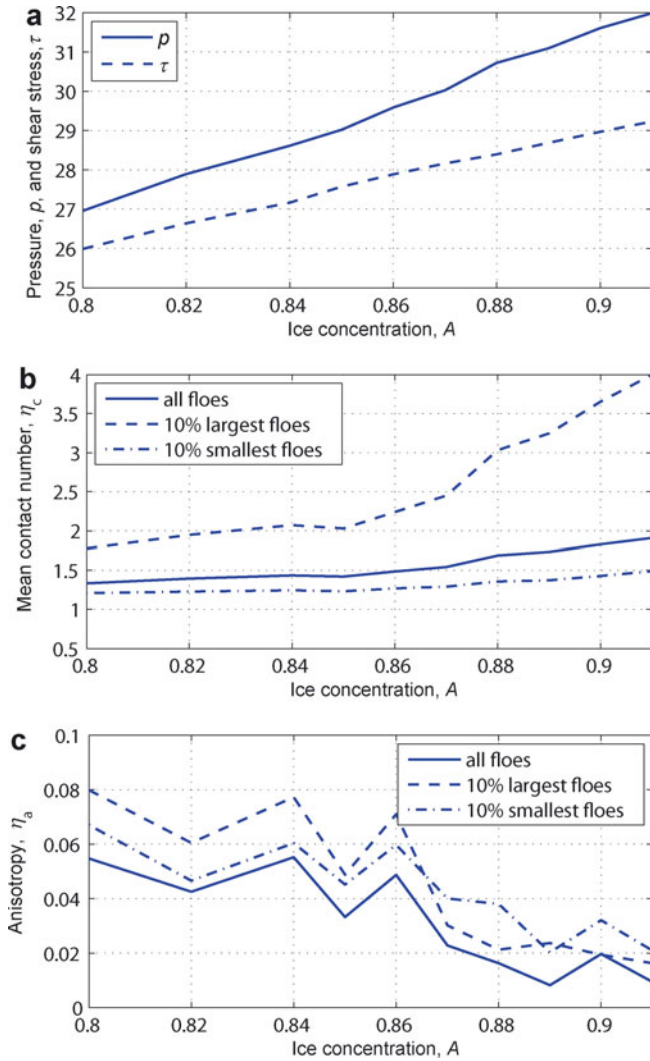 a
32
31
30
29
28
27
26
25
Pressure, p, and shear stress, τ
p
τ
0.8 0.82 0.84 0.86 0.88 0.9
Ice concentration, A
b
4
3.5
3
2.5
2
1.5
1
0.5
Mean contact number, ηc
all floes
10% largest floes
10% smallest floes
0.8 0.82 0.84 0.86 0.88 0.9
Ice concentration, A
c
0.1
0.08
0.06
0.04
0.02
0
Anisotropy, ηa
all floes
10% largest floes
10% smallest floes
0.8 0.82 0.84 0.86 0.88 0.9
Ice concentration, A